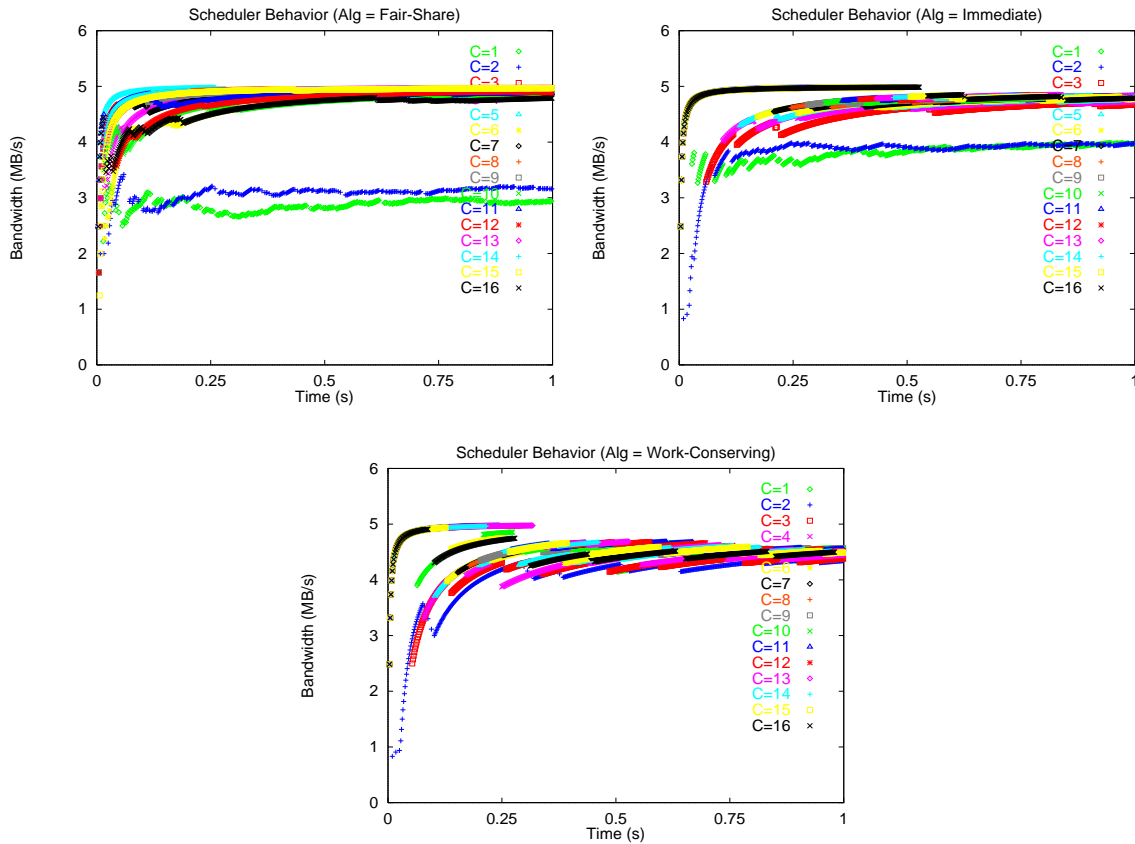 Scheduler Behavior (Alg = Fair-Share)
6
5
4
3
2
1
0
Bandwidth (MB/s)
0
0.25
0.5
0.75
1
Time (s)
C=1
C=2
C=3
C=5
C=6
C=7
C=8
C=9
C=10
C=11
C=12
C=13
C=14
C=15
C=16
Scheduler Behavior (Alg = Immediate)
6
5
4
3
2
1
0
Bandwidth (MB/s)
0
0.25
0.5
0.75
1
Time (s)
C=1
C=2
C=3
C=5
C=6
C=7
C=8
C=9
C=10
C=11
C=12
C=13
C=14
C=15
C=16
Scheduler Behavior (Alg = Work-Conserving)
6
5
4
3
2
1
0
Bandwidth (MB/s)
0
0.25
0.5
0.75
1
Time (s)
C=1
C=2
C=3
C=4
C=6
C=7
C=8
C=9
C=10
C=11
C=12
C=13
C=14
C=15
C=16